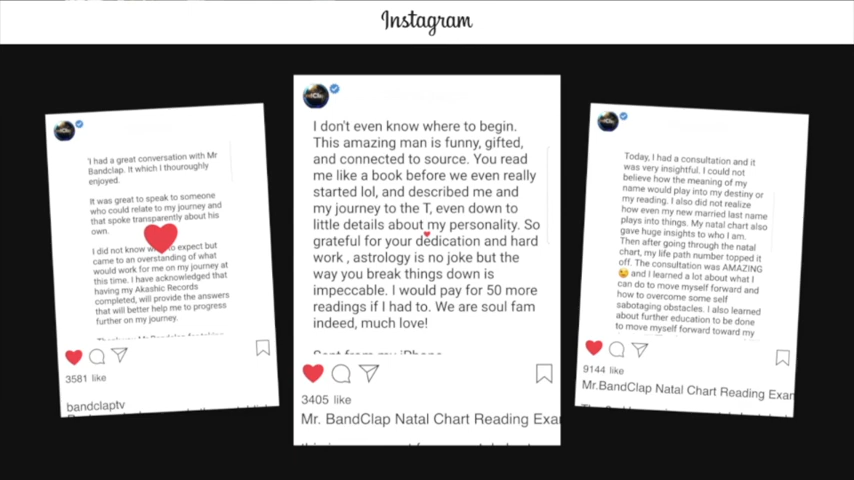 Instagram
'I had a great conversation with Mr
Bandclap. It which I thouroughly
enjoyed.
It was great to speak to someone
who could relate to my journey and
that spoke transparently about his
own.
I did not know to expect but
came to an overstanding of what
would work for me on my journey at
this time. I have acknowledged that
having my Akashic Records
completed, will provide the answers
that will better help me to progress
further on my journey.
3581 like
bandclaptv
I don't even know where to begin.
This amazing man is funny, gifted,
and connected to source. You read
me like a book before we even really
started lol, and described me and
my journey to the T, even down to
little details about my personality. So
grateful for your dedication and hard
work , astrology is no joke but the
way you break things down is
impeccable. I would pay for 50 more
readings if I had to. We are soul fam
indeed, much love!
Sent from my iPhone
3405 like
Mr. BandClap Natal Chart Reading Exar
Today, I had a consultation and it
was very insightful. I could not
believe how the meaning of my
name would play into my destiny or
my reading. I also did not realize
how even my new married last name
plays into things. My natal chart also
gave huge insights to who I am.
Then after going through the natal
chart, my life path number topped it
off. The consultation was AMAZING
😉 and I learned a lot about what I
can do to move myself forward and
how to overcome some self
sabotaging obstacles. I also learned
about further education to be done
to move myself forward toward my
9144 like
Mr.BandClap Natal Chart Reading Exar